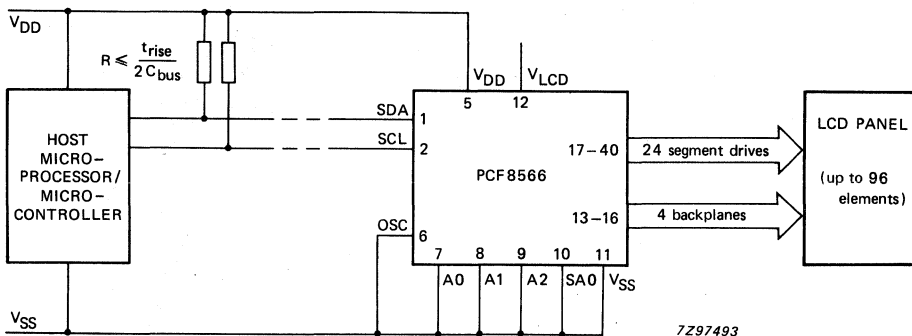 VDD
R ⩽ trise
2 Cbus
VDD
VLCD
5
12
SDA
1
SCL
2
HOST
MICRO-
PROCESSOR/
MICRO-
CONTROLLER
PCF8566
17–40
24 segment drives
13–16
4 backplanes
LCD PANEL
(up to 96
elements)
OSC
6
7
8
9
10
11
A0
A1
A2
SA0
VSS
VSS
7Z97493